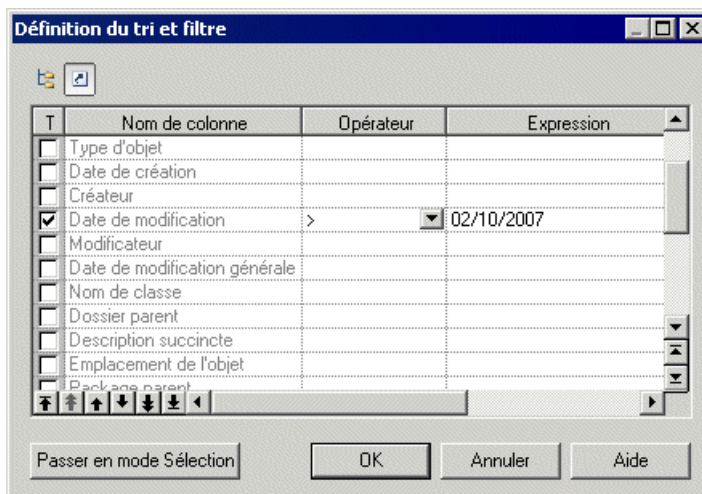 Définition du tri et filtre
T Nom de colonne Opérateur Expression
Type d'objet
Date de création
Créateur
Date de modification > 02/10/2007
Modificateur
Date de modification générale
Nom de classe
Dossier parent
Description succincte
Emplacement de l'objet
Package parent
Passer en mode Sélection OK Annuler Aide